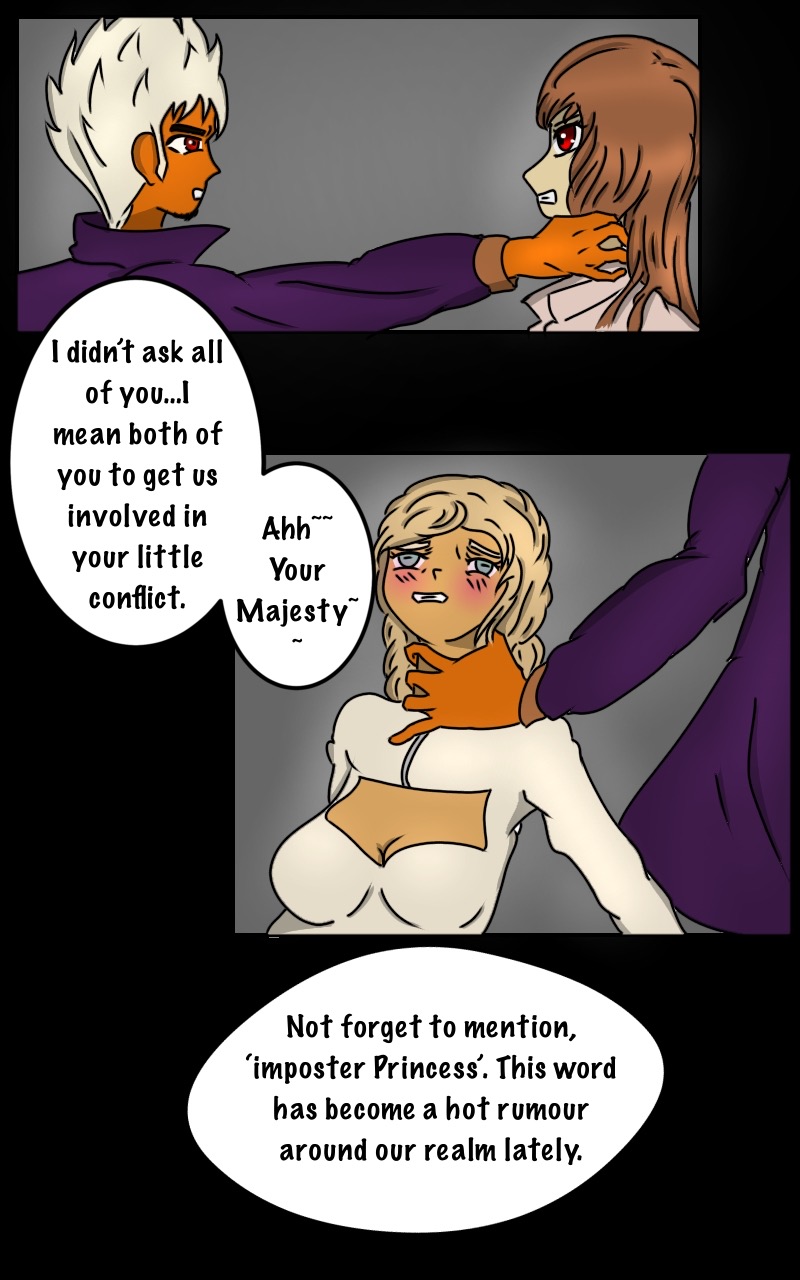 I didn't ask all
of you...I
mean both of
you to get us
involved in
your little
conflict.
Ahh~~
Your
Majesty~
~
Not forget to mention,
'imposter Princess'. This word
has become a hot rumour
around our realm lately.